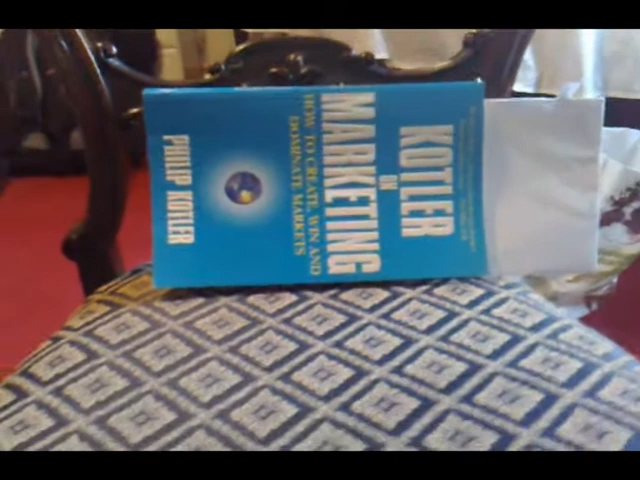 KOTLER
ON
MARKETING
HOW TO CREATE, WIN AND
DOMINATE MARKETS
PHILIP KOTLER